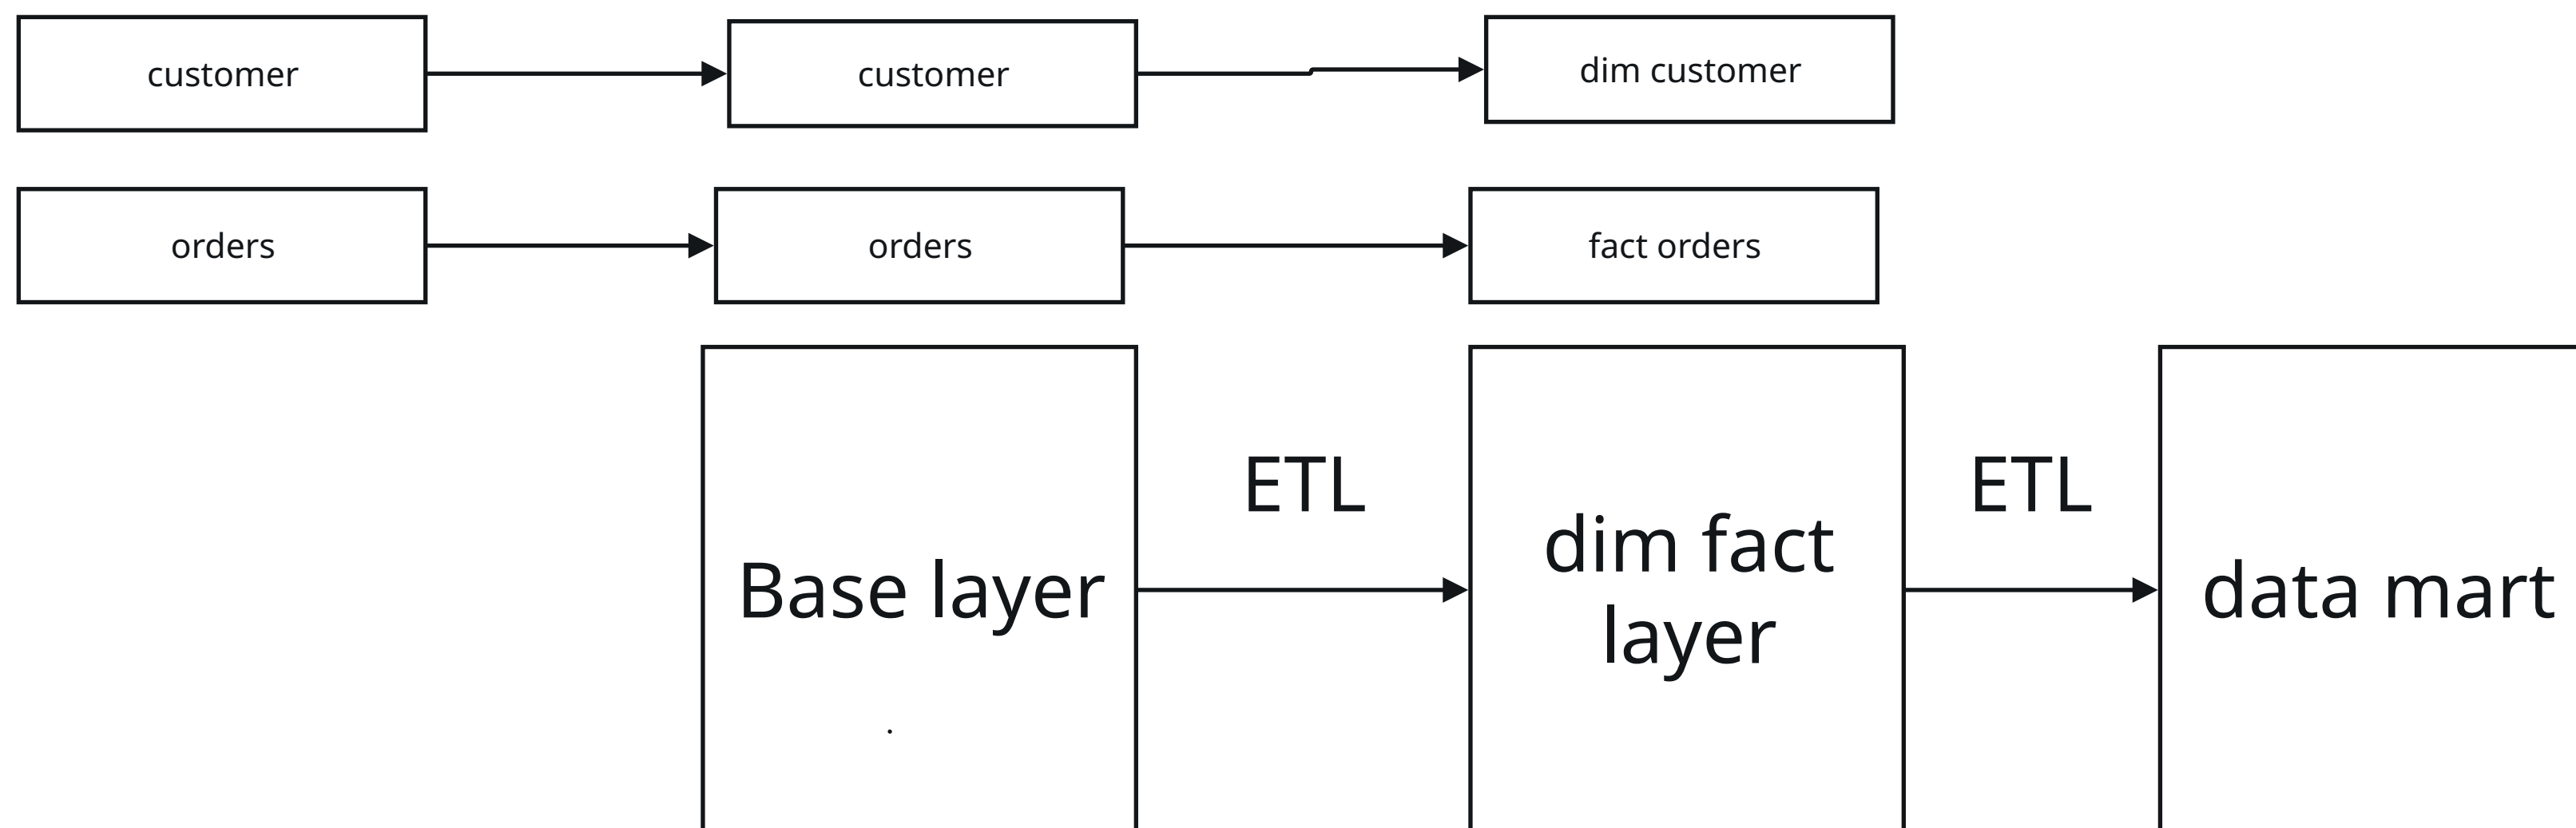 customer
customer
dim customer
orders
orders
fact orders
Base layer
ETL
dim fact
layer
ETL
data mart